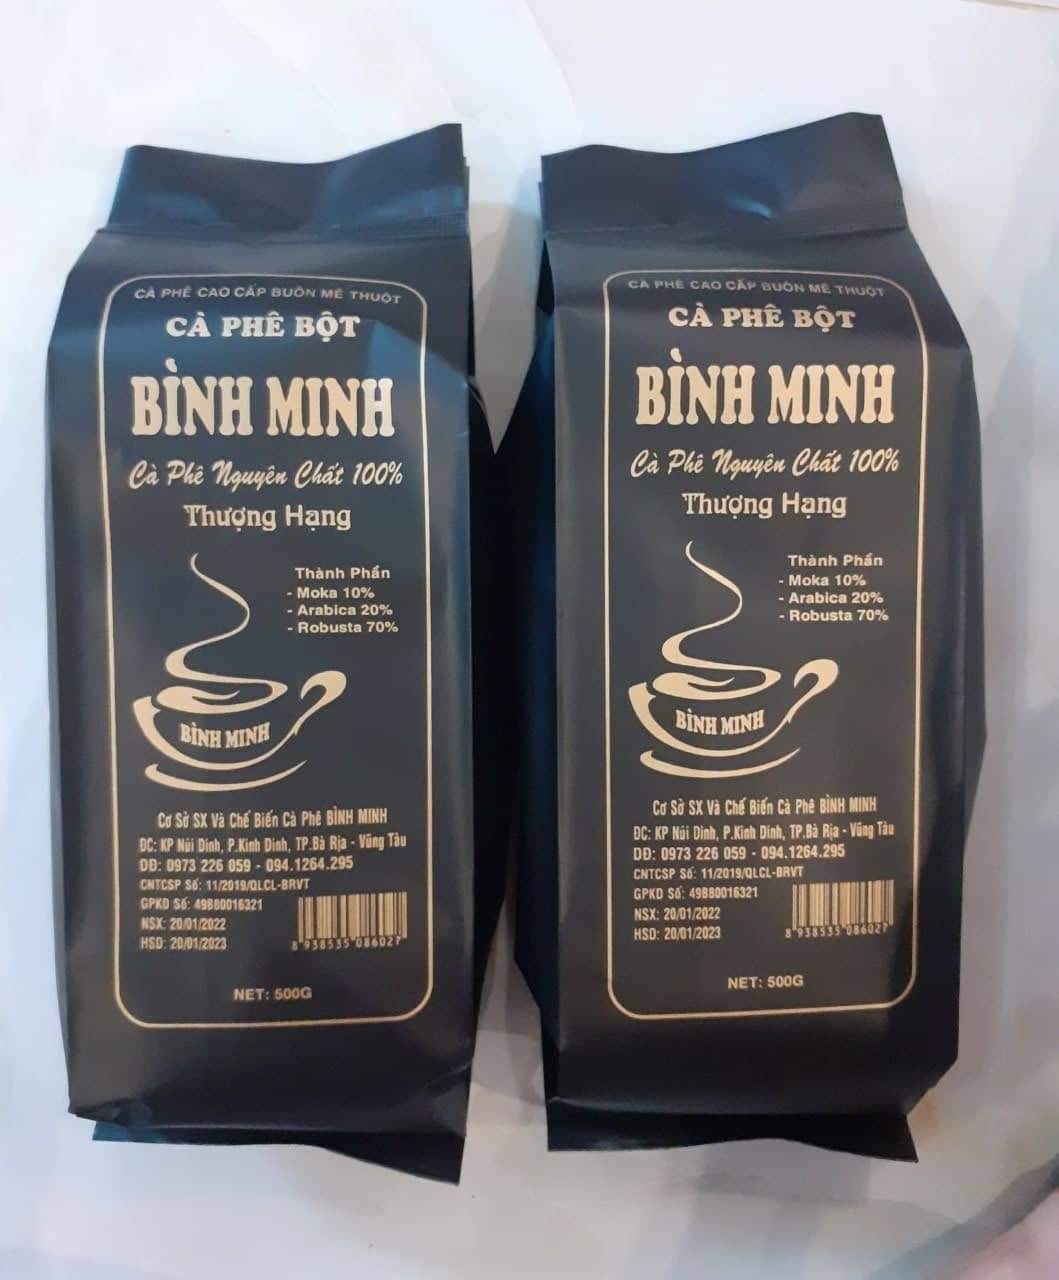 CÀ PHÊ CAO CẤP BUÔN MÊ THUỘT
CÀ PHÊ BỘT
BÌNH MINH
Cà Phê Nguyên Chất 100%
Thượng Hạng
Thành Phần
- Moka 10%
- Arabica 20%
- Robusta 70%
BÌNH MINH
Cơ Sở SX Và Chế Biến Cà Phê BÌNH MINH
ĐC: KP Núi Dinh, P.Kinh Dinh, TP.Bà Rịa - Vũng Tàu
DĐ: 0973 226 059 - 094.1264.295
CNTCSP Số: 11/2019/QLCL-BRVT
GPKD Số: 49B80016321
NSX: 20/01/2022
HSD: 20/01/2023
8 938535 086027
NET: 500G
CÀ PHÊ CAO CẤP BUÔN MÊ THUỘT
CÀ PHÊ BỘT
BÌNH MINH
Cà Phê Nguyên Chất 100%
Thượng Hạng
Thành Phần
- Moka 10%
- Arabica 20%
- Robusta 70%
BÌNH MINH
Cơ Sở SX Và Chế Biến Cà Phê BÌNH MINH
ĐC: KP Núi Dinh, P.Kinh Dinh, TP.Bà Rịa - Vũng Tàu
DĐ: 0973 226 059 - 094.1264.295
CNTCSP Số: 11/2019/QLCL-BRVT
GPKD Số: 49B80016321
NSX: 20/01/2022
HSD: 20/01/2023
8 938535 086027
NET: 500G